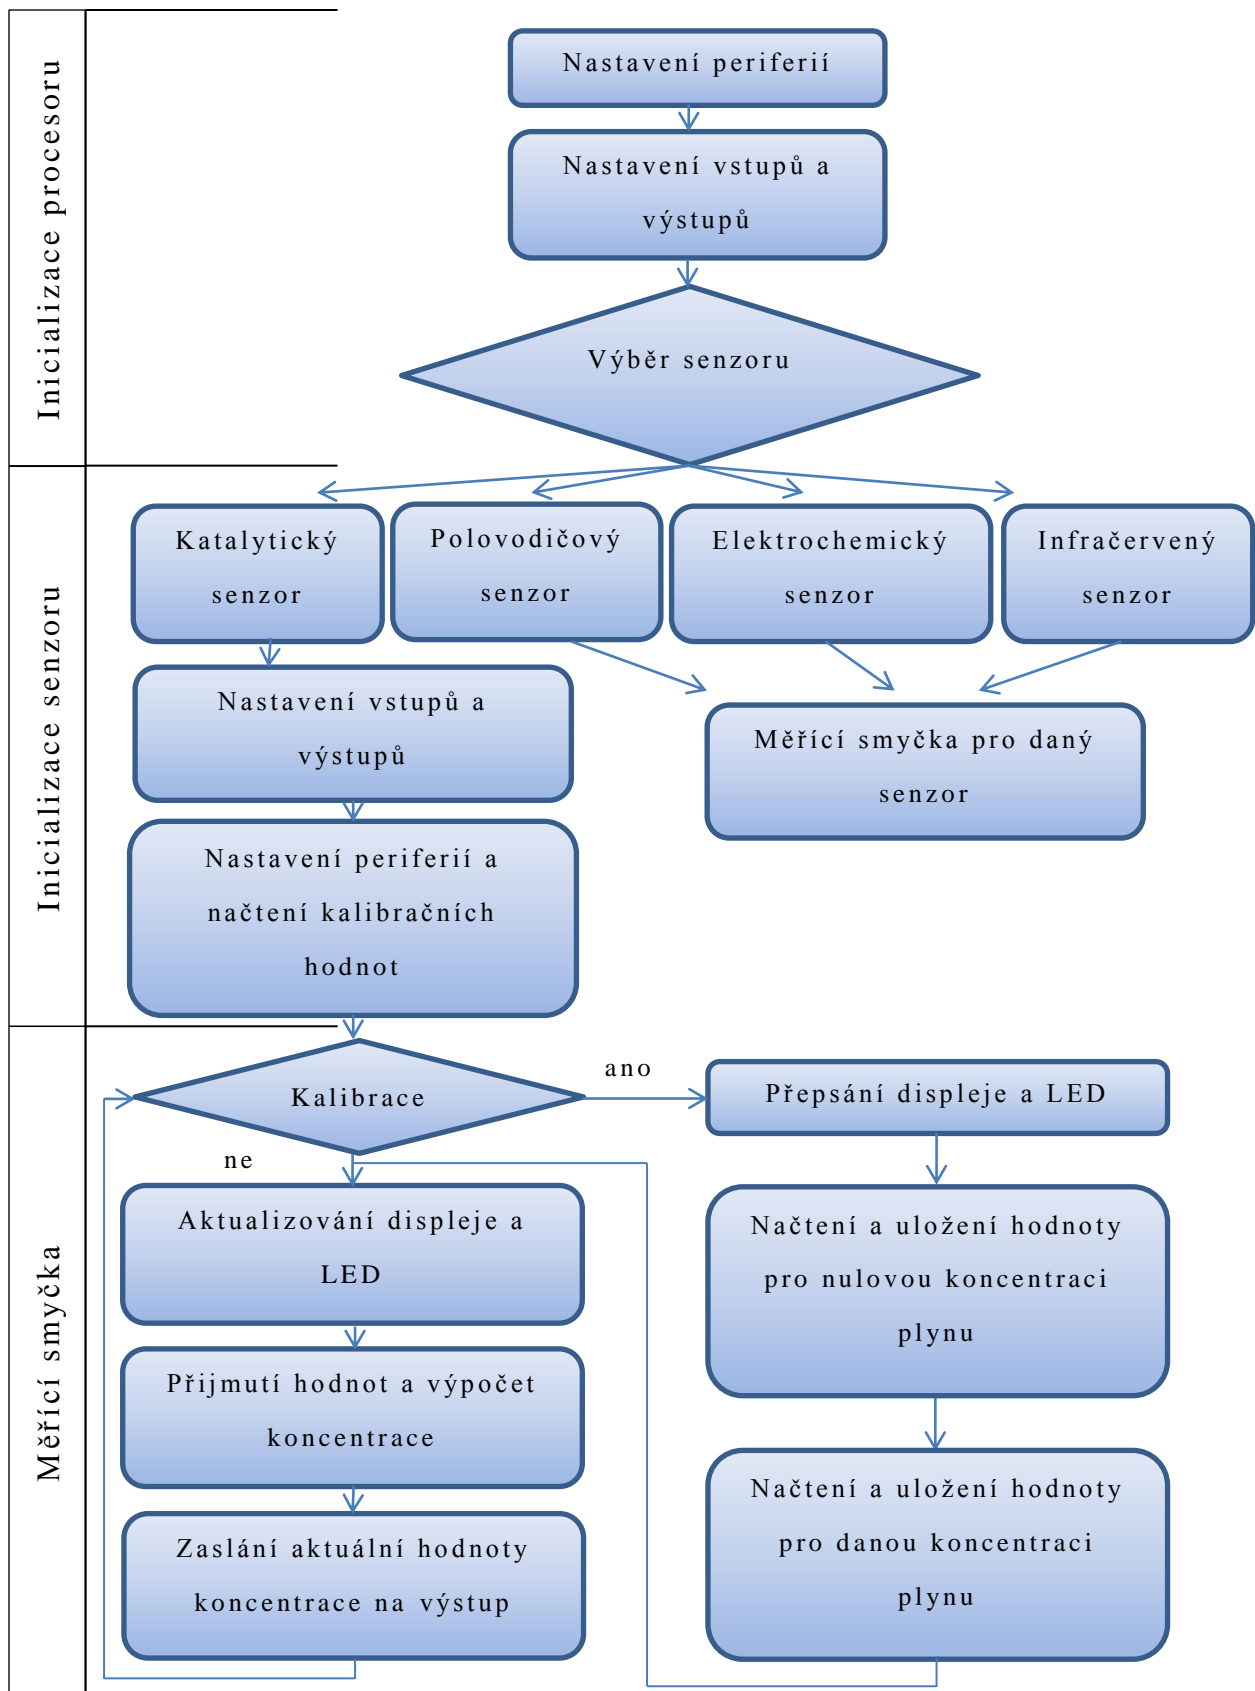 Inicializace procesoru
Nastavení periferií
Nastavení vstupů a
výstupů
Výběr senzoru
Inicializace senzoru
Katalytický
senzor
Polovodičový
senzor
Elektrochemický
senzor
Infračervený
senzor
Nastavení vstupů a
výstupů
Měřící smyčka pro daný
senzor
Nastavení periferií a
načtení kalibračních
hodnot
Měřící smyčka
Kalibrace
ano
Přepsání displeje a LED
ne
Aktualizování displeje a
LED
Načtení a uložení hodnoty
pro nulovou koncentraci
plynu
Přijmutí hodnot a výpočet
koncentrace
Načtení a uložení hodnoty
pro danou koncentraci
plynu
Zaslání aktuální hodnoty
koncentrace na výstup